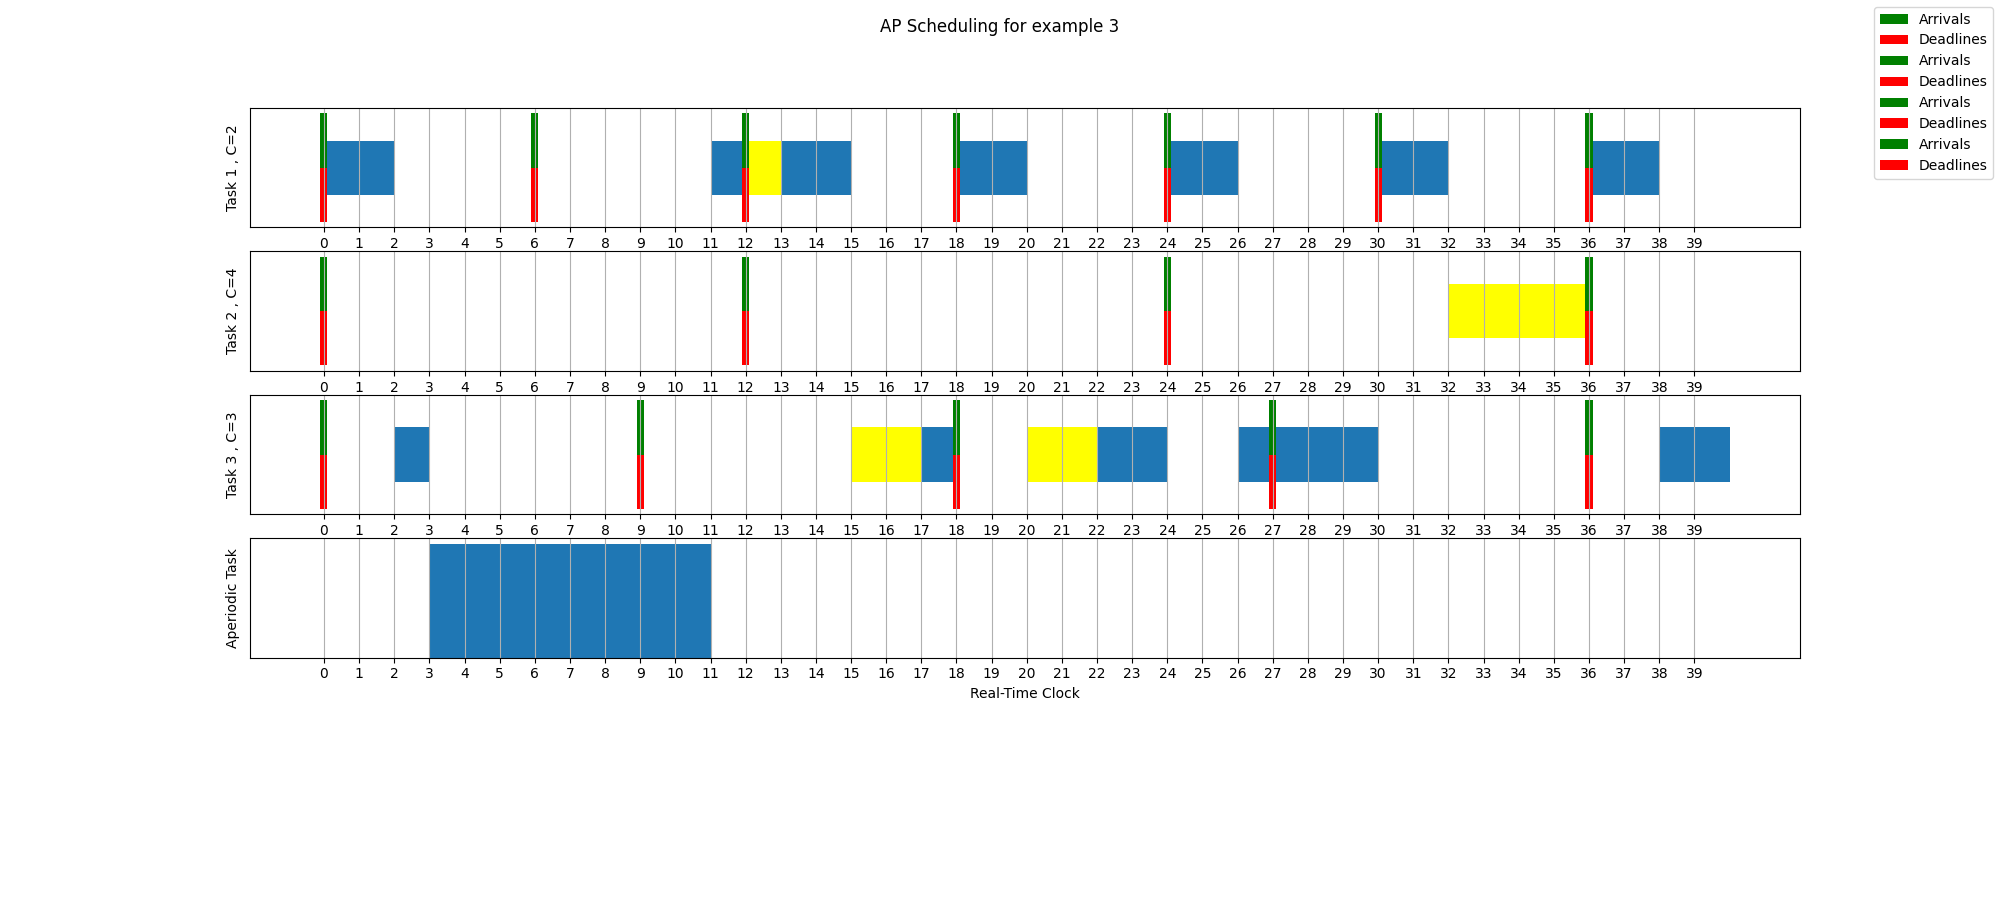 AP Scheduling for example 3
Arrivals
Deadlines
Arrivals
Deadlines
Arrivals
Deadlines
Arrivals
Deadlines
Task 1 , C=2
0 1 2 3 4 5 6 7 8 9 10 11 12 13 14 15 16 17 18 19 20 21 22 23 24 25 26 27 28 29 30 31 32 33 34 35 36 37 38 39
Task 2 , C=4
0 1 2 3 4 5 6 7 8 9 10 11 12 13 14 15 16 17 18 19 20 21 22 23 24 25 26 27 28 29 30 31 32 33 34 35 36 37 38 39
Task 3 , C=3
0 1 2 3 4 5 6 7 8 9 10 11 12 13 14 15 16 17 18 19 20 21 22 23 24 25 26 27 28 29 30 31 32 33 34 35 36 37 38 39
Aperiodic Task
0 1 2 3 4 5 6 7 8 9 10 11 12 13 14 15 16 17 18 19 20 21 22 23 24 25 26 27 28 29 30 31 32 33 34 35 36 37 38 39
Real-Time Clock